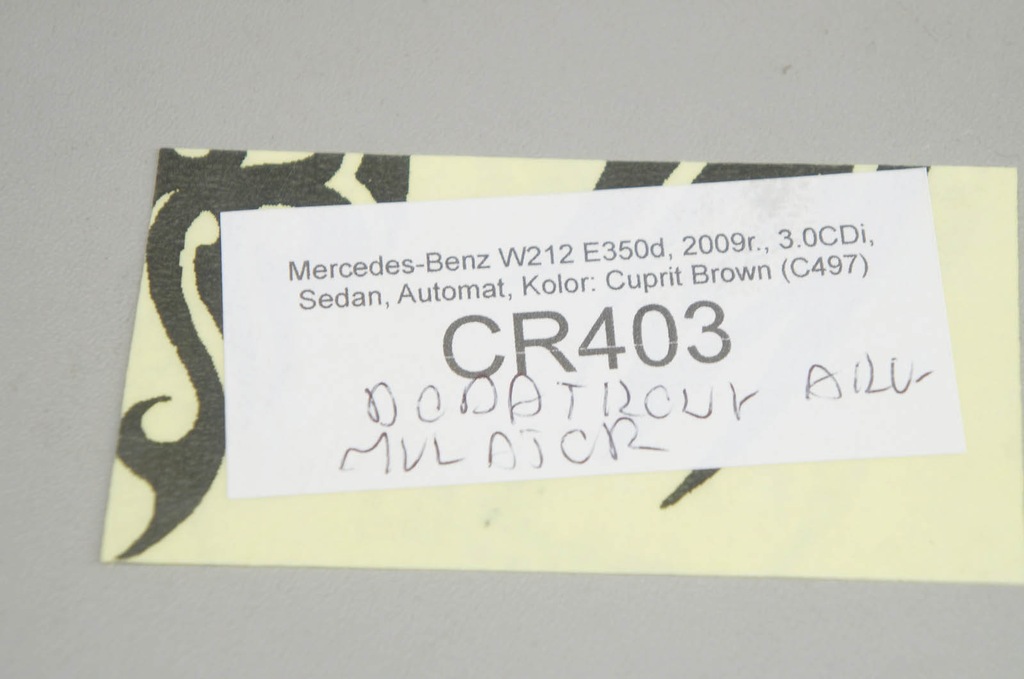 Mercedes-Benz W212 E350d, 2009r., 3.0CDi,
Sedan, Automat, Kolor: Cuprit Brown (C497)
CR403
DODATKOWY AKU-
MULATOR